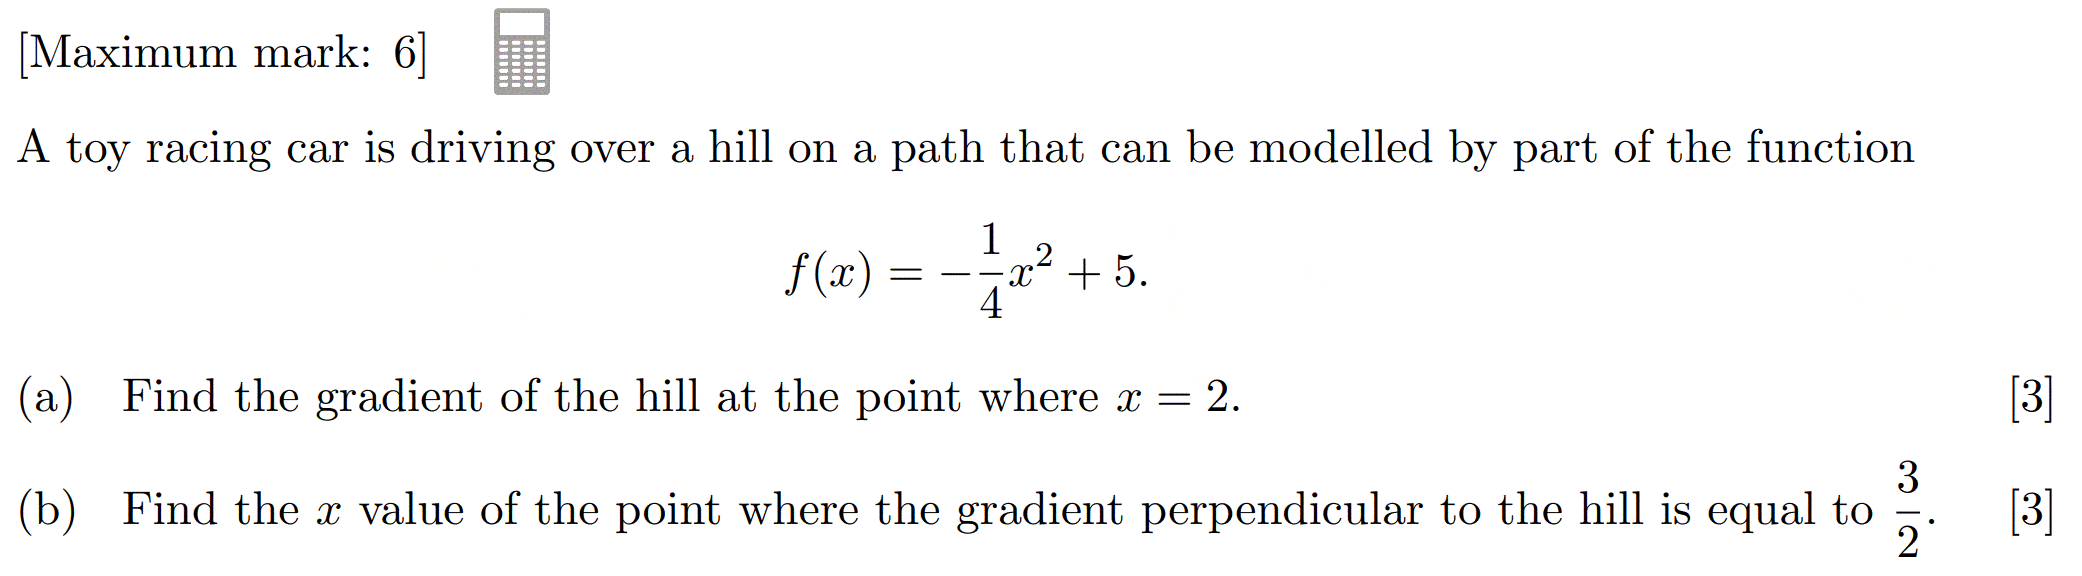 [Maximum mark: 6]
A toy racing car is driving over a hill on a path that can be modelled by part of the function
f(x) = −\frac{1}{4}x² + 5.
(a) Find the gradient of the hill at the point where x = 2. [3]
(b) Find the x value of the point where the gradient perpendicular to the hill is equal to \frac{3}{2}. [3]